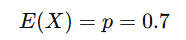 E(X) = p = 0.7